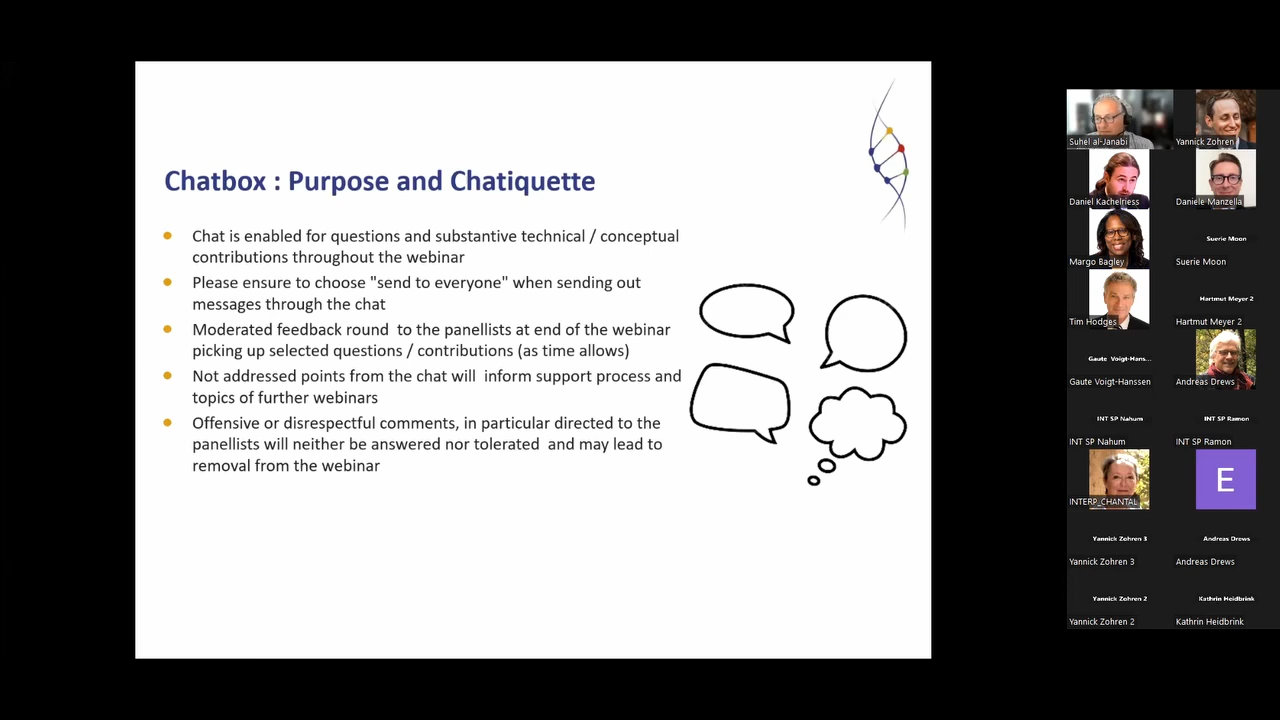 Chatbox : Purpose and Chatiquette
Chat is enabled for questions and substantive technical / conceptual
contributions throughout the webinar
Please ensure to choose "send to everyone" when sending out
messages through the chat
Moderated feedback round  to the panellists at end of the webinar
picking up selected questions / contributions (as time allows)
Not addressed points from the chat will  inform support process and
topics of further webinars
Offensive or disrespectful comments, in particular directed to the
panellists will neither be answered nor tolerated  and may lead to
removal from the webinar
Suhel al-Janabi
Yannick Zohren
Daniel Kachelriess
Daniele Manzella
Margo Bagley
Suerie Moon
Suerie Moon
Tim Hodges
Hartmut Meyer 2
Hartmut Meyer 2
Gaute Voigt-Hans...
Gaute Voigt-Hanssen
Andreas Drews
INT SP Nahum
INT SP Ramon
INT SP Nahum
INT SP Ramon
INTERP_CHANTAL
E
Yannick Zohren 3
Andreas Drews
Yannick Zohren 3
Andreas Drews
Yannick Zohren 2
Kathrin Heidbrink
Yannick Zohren 2
Kathrin Heidbrink